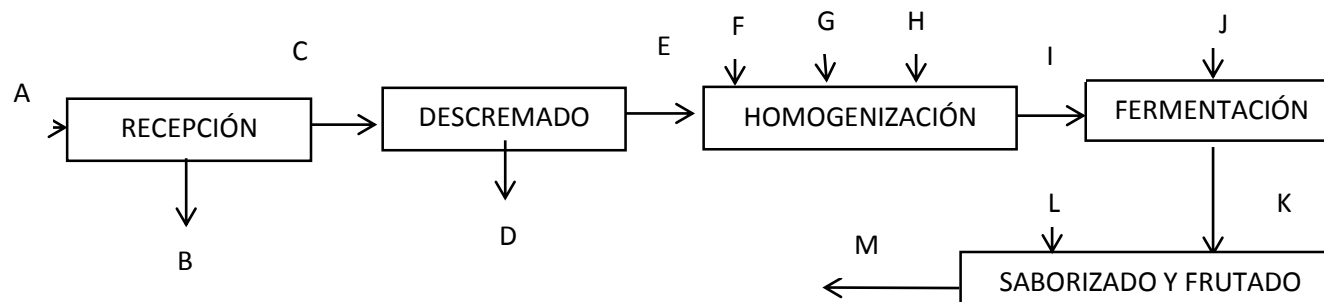 F G H J
C E I
A
RECEPCIÓN DESCREMADO HOMOGENIZACIÓN FERMENTACIÓN
B D M L K
SABORIZADO Y FRUTADO